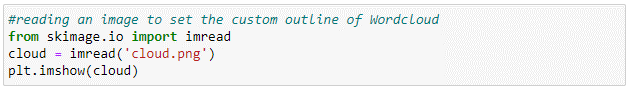 #reading an image to set the custom outline of Wordcloud
from skimage.io import imread
cloud = imread('cloud.png')
plt.imshow(cloud)